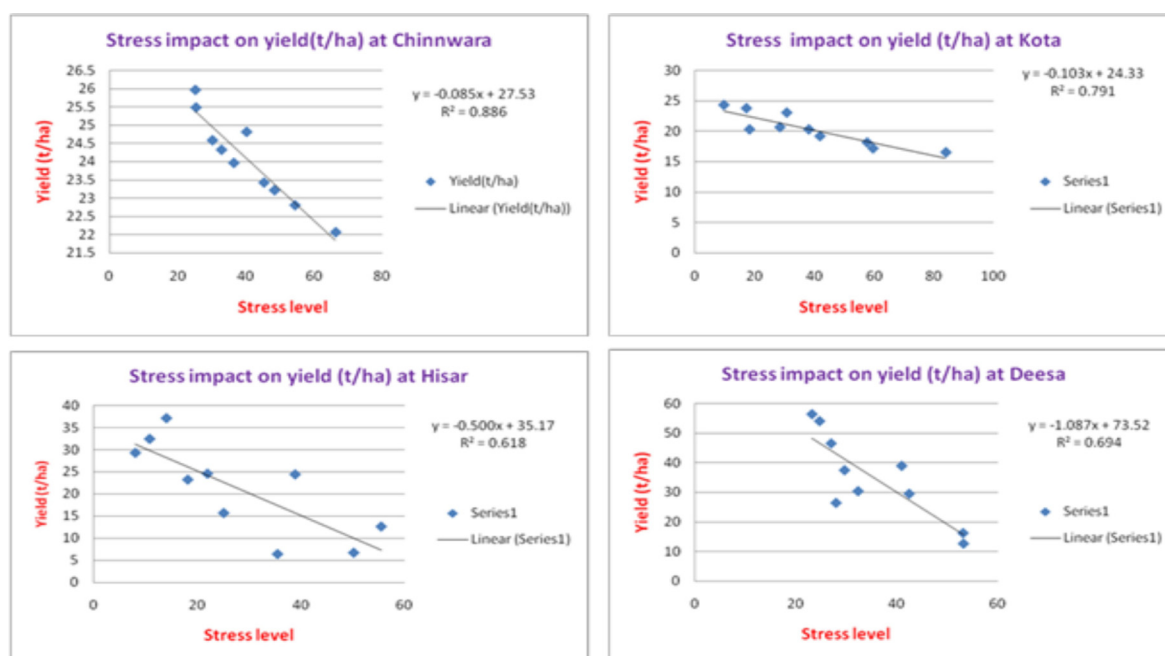 Stress impact on yield(t/ha) at Chinnwara
26.5
26
25.5
25
24.5
24
23.5
23
22.5
22
21.5
Yield (t/ha)
0 20 40 60 80
Stress level
y = -0.085x + 27.53
R² = 0.886
Yield(t/ha)
Linear (Yield(t/ha))
Stress impact on yield (t/ha) at Kota
30
25
20
15
10
5
0
Yield (t/ha)
0 20 40 60 80 100
Stress level
y = -0.103x + 24.33
R² = 0.791
Series1
Linear (Series1)
Stress impact on yield (t/ha) at Hisar
40
35
30
25
20
15
10
5
0
Yield(t/ha)
0 20 40 60
Stress level
y = -0.500x + 35.17
R² = 0.618
Series1
Linear (Series1)
Stress impact on yield (t/ha) at Deesa
60
50
40
30
20
10
0
Yield (t/ha)
0 20 40 60
Stress level
y = -1.087x + 73.52
R² = 0.694
Series1
Linear (Series1)